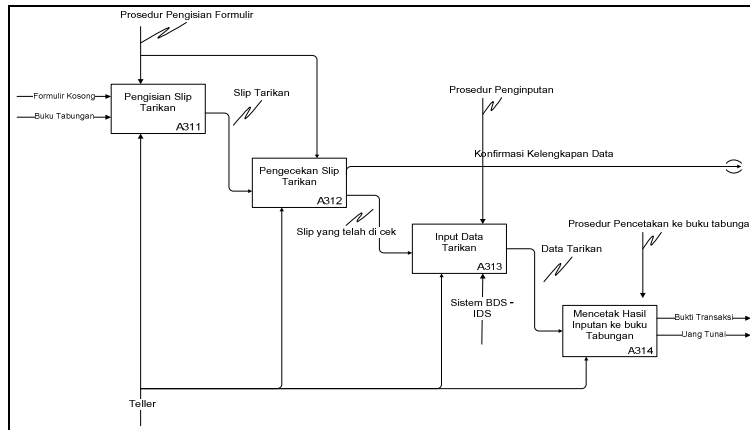 Prosedur Pengisian Formulir
Formulir Kosong
Buku Tabungan
Pengisian Slip
Tarikan
A311
Slip Tarikan
Prosedur Penginputan
Konfirmasi Kelengkapan Data
Pengecekan Slip
Tarikan
A312
Slip yang telah di cek
Input Data
Tarikan
A313
Prosedur Pencetakan ke buku tabunga
Data Tarikan
Sistem BDS -
IDS
Mencetak Hasil
Inputan ke buku
Tabungan
A314
Bukti Transaksi
Uang Tunai
Teller